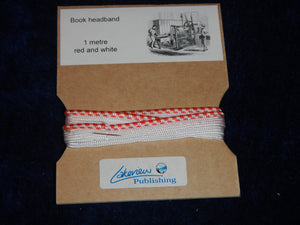 Book headband
1 metre
red and white
Lakeview
Publishing